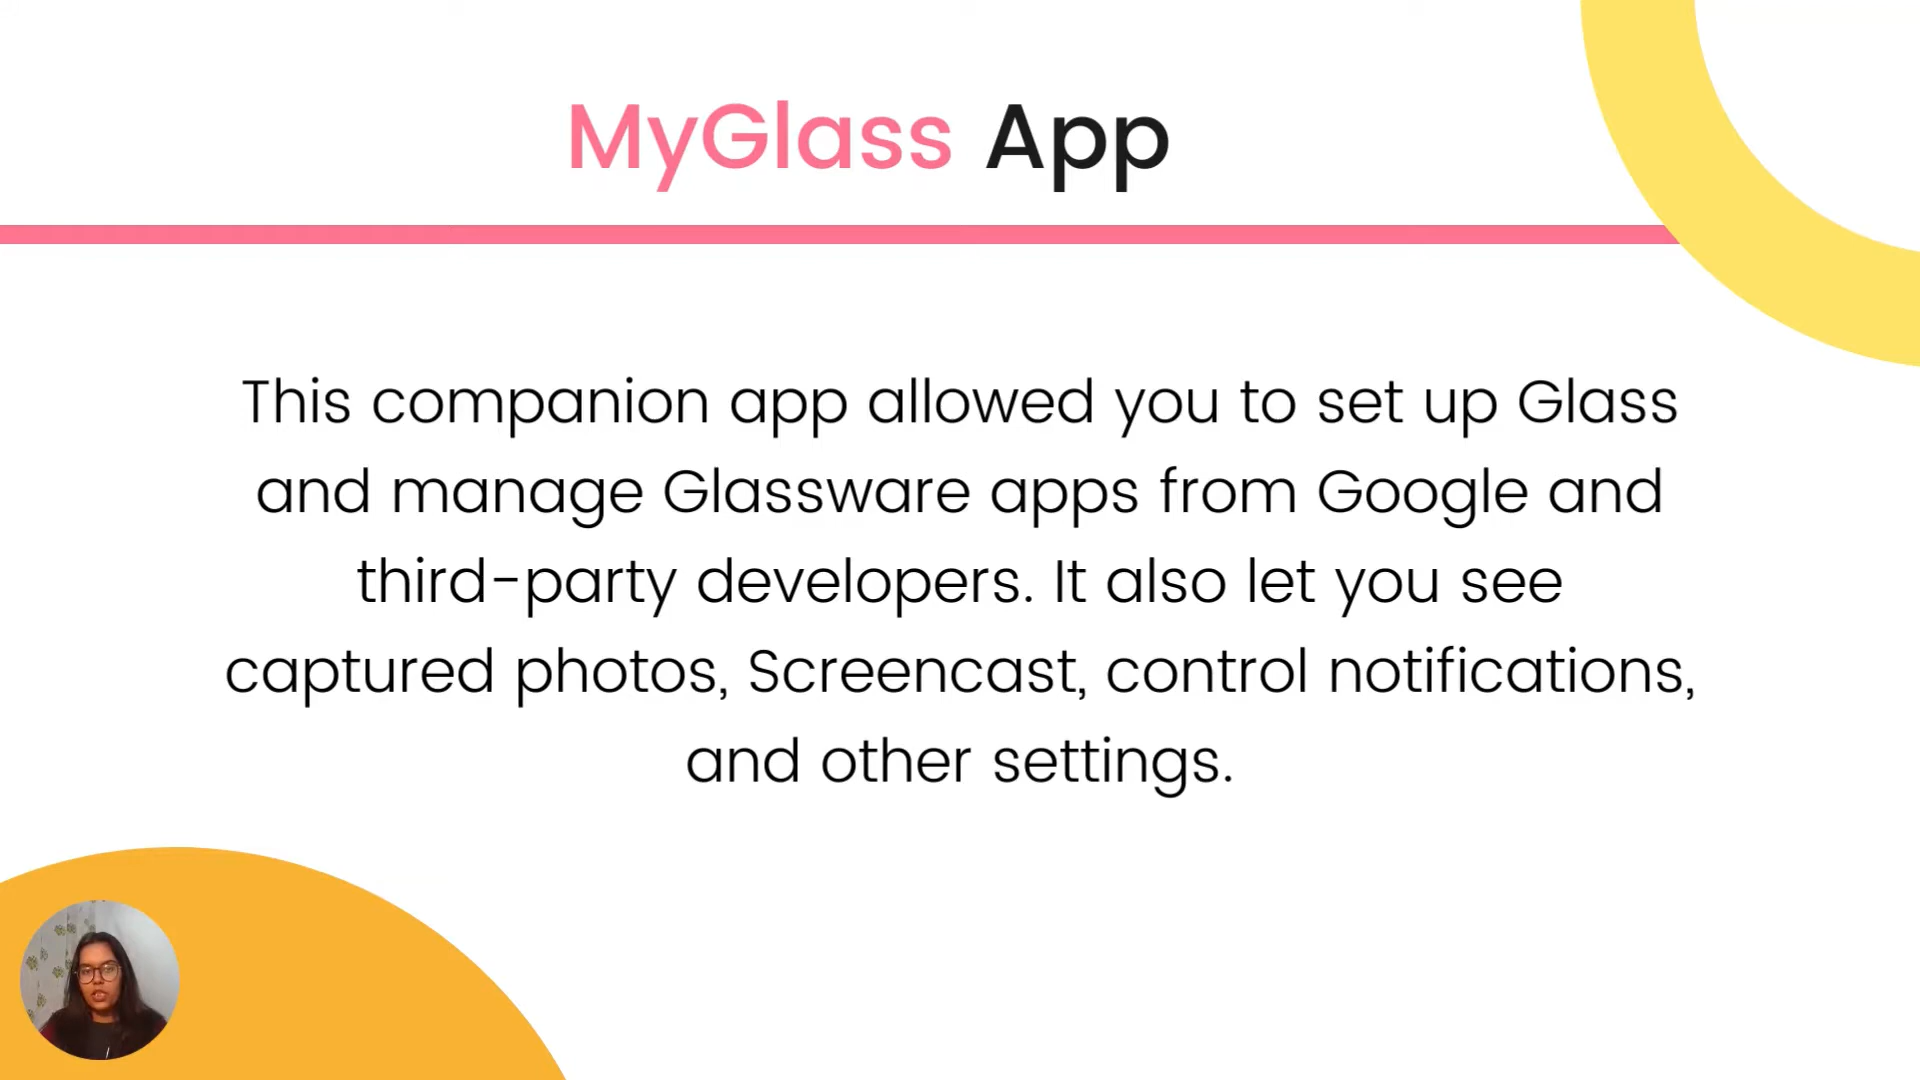 MyGlass App
This companion app allowed you to set up Glass
and manage Glassware apps from Google and
third-party developers. It also let you see
captured photos, Screencast, control notifications,
and other settings.